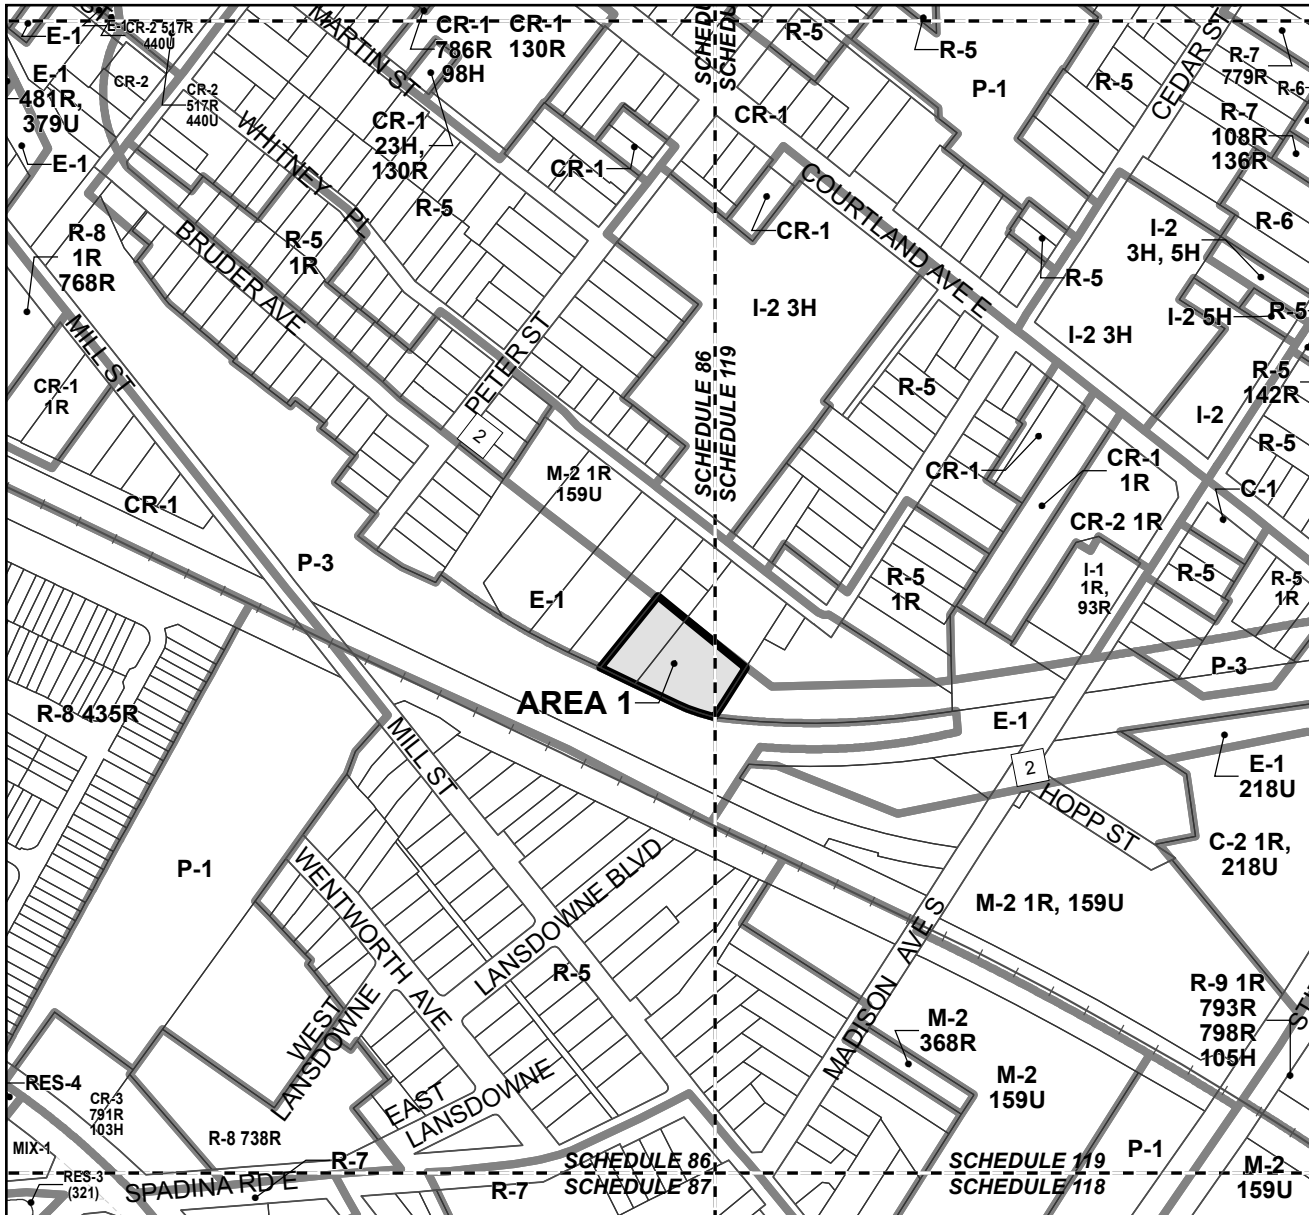 E-1
E-1
CR-2 517R
440U
CR-2
E-1
481R,
379U
CR-2
517R
440U
E-1
MARTIN ST
CR-1
786R
98H
CR-1
130R
CR-1
23H,
130R
WHITNEY PL
R-5
CR-1
SCHEDULE
SCHEDULE
R-5
R-5
P-1
CR-1
R-5
CEDAR ST
R-7
779R
R-6
R-7
108R
136R
R-6
R-8
1R
768R
BRUDER AVE
R-5
1R
CR-1
COURTLAND AVE E
R-5
I-2
3H, 5H
I-2 5H
R-5
I-2 3H
I-2 3H
MILL ST
CR-1
1R
PETER ST
2
SCHEDULE 86
SCHEDULE 119
R-5
R-5
142R
I-2
R-5
CR-1
M-2 1R
159U
CR-1
CR-1
1R
C-1
CR-2 1R
P-3
E-1
R-5
1R
I-1
1R,
93R
R-5
R-5
1R
P-3
R-8 435R
AREA 1
E-1
MILL ST
2
HOPP ST
E-1
218U
C-2 1R,
218U
P-1
WENTWORTH AVE
LANSDOWNE BLVD
R-5
M-2 1R, 159U
MADISON AVE S
R-9 1R
793R
798R
105H
M-2
368R
WEST
LANSDOWNE
EAST
LANSDOWNE
M-2
159U
RES-4
CR-3
791R
103H
MIX-1
R-8 738R
R-7
P-1
RES-3
(321)
SPADINA RD E
R-7
SCHEDULE 86
SCHEDULE 87
SCHEDULE 119
SCHEDULE 118
M-2
159U